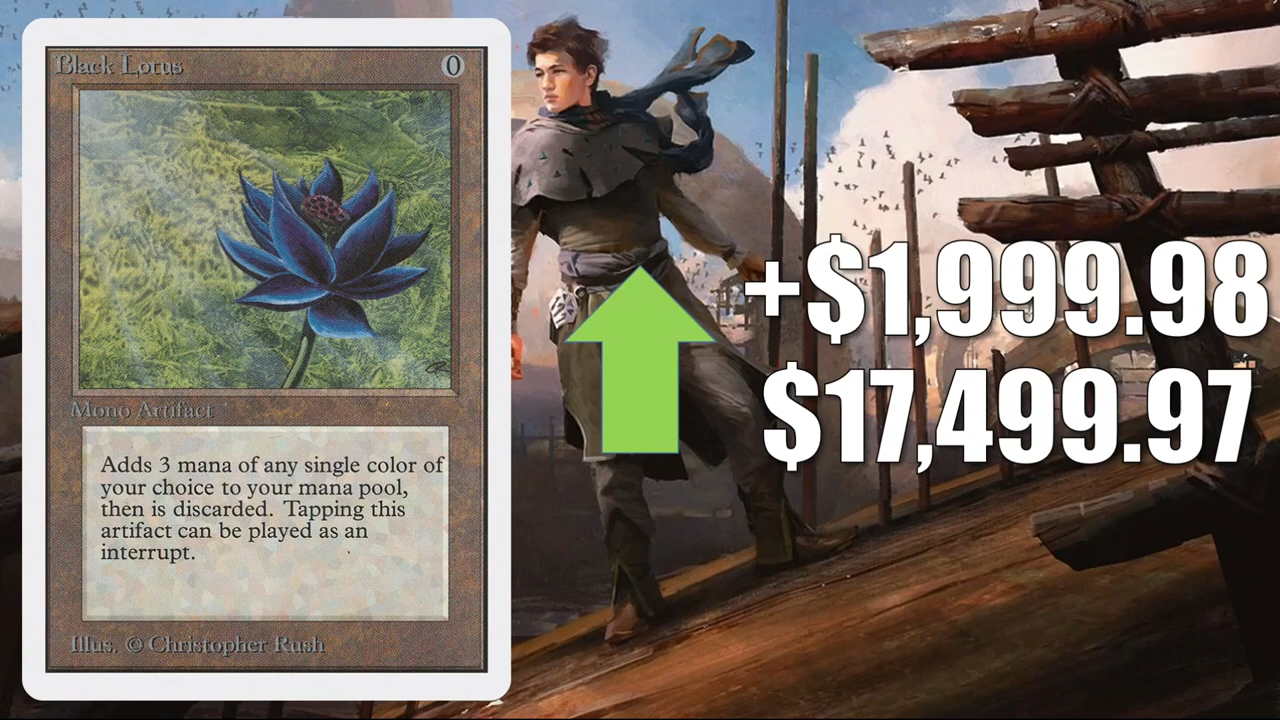 Black Lotus 0
Mono Artifact
Adds 3 mana of any single color of
your choice to your mana pool,
then is discarded. Tapping this
artifact can be played as an
interrupt.
Illus. © Christopher Rush
+$1,999.98
$17,499.97